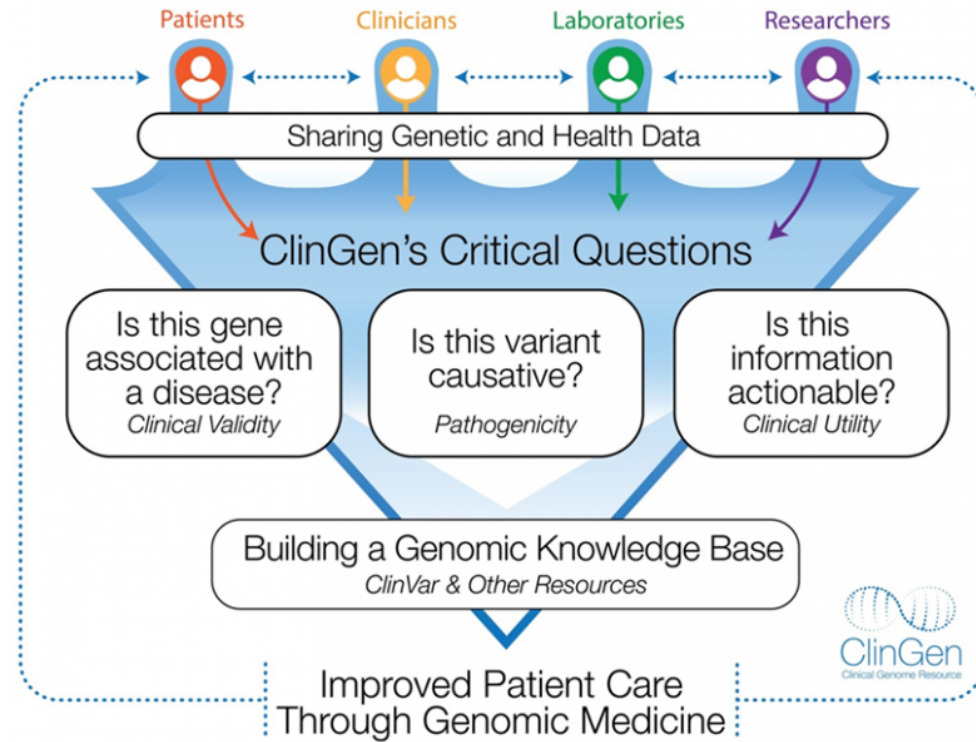 Patients
Clinicians
Laboratories
Researchers
Sharing Genetic and Health Data
ClinGen's Critical Questions
Is this gene
associated with
a disease?
Clinical Validity
Is this variant
causative?
Pathogenicity
Is this
information
actionable?
Clinical Utility
Building a Genomic Knowledge Base
ClinVar & Other Resources
ClinGen
Clinical Genome Resource
Improved Patient Care
Through Genomic Medicine